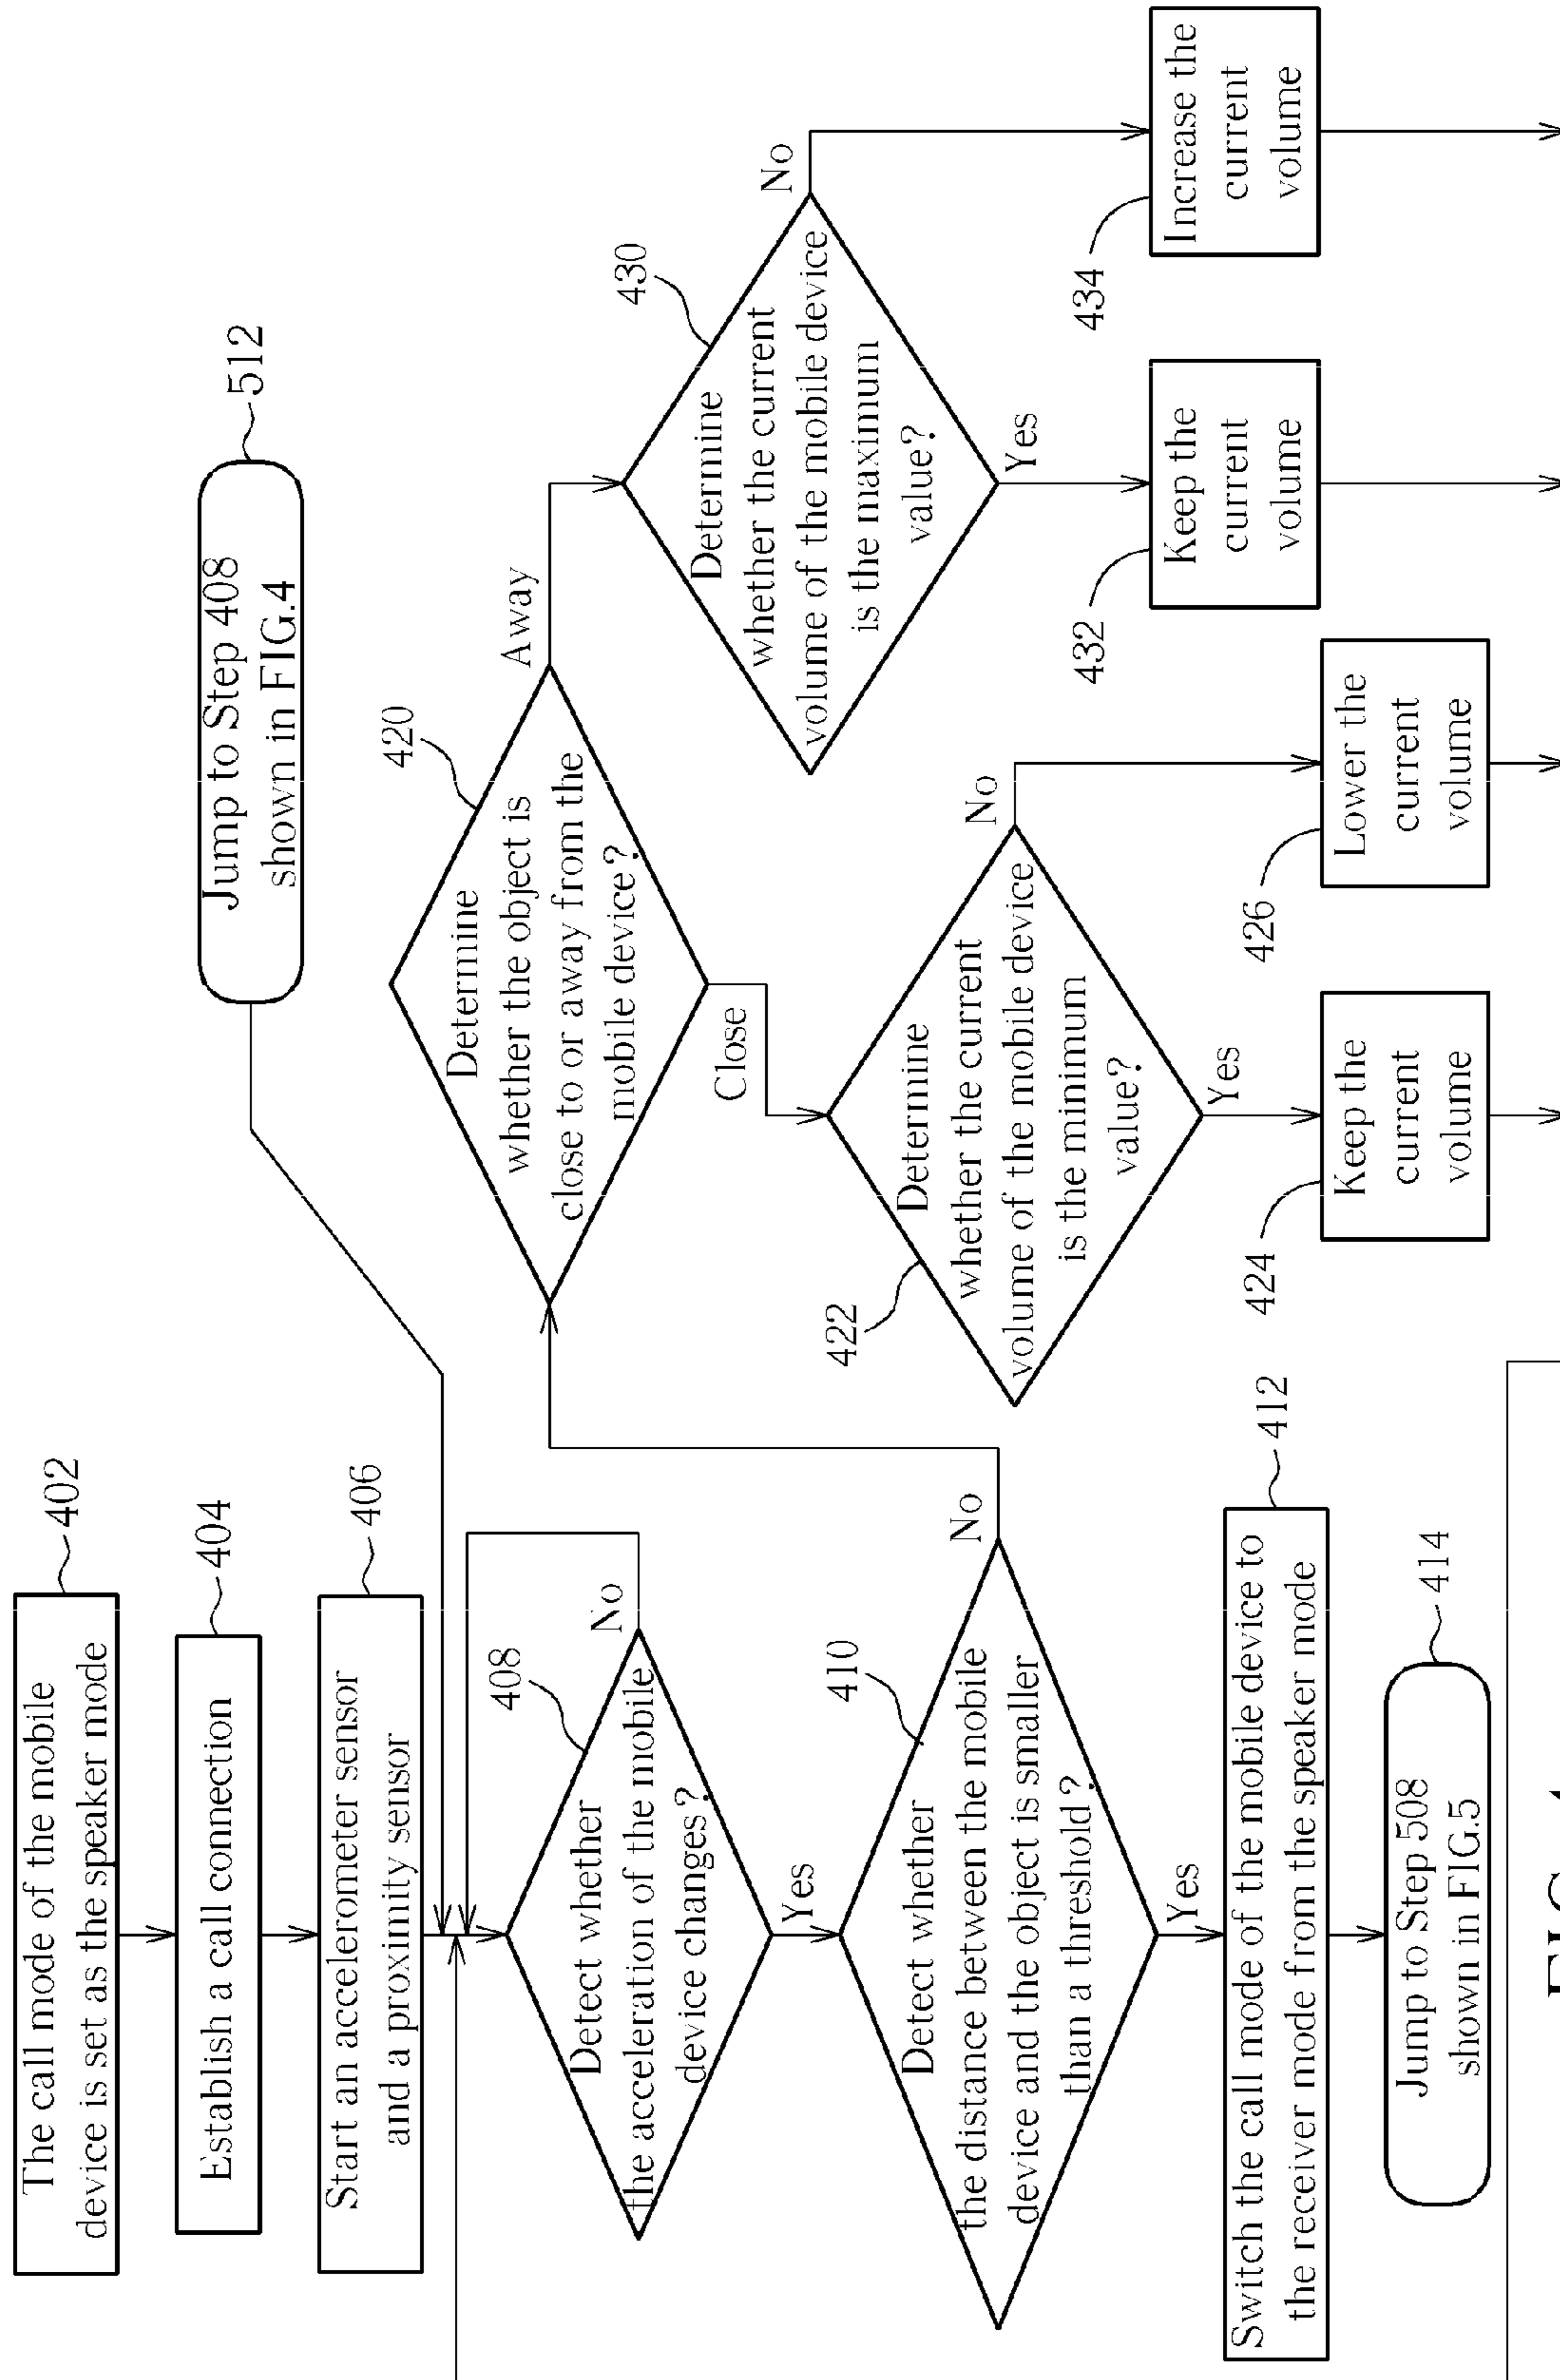 The call mode of the mobile
device is set as the speaker mode
402
Establish a call connection
404
Start an accelerometer sensor
and a proximity sensor
406
Jump to Step 408
shown in FIG.4
512
Detect whether
the acceleration of the mobile
device changes?
408
No
Yes
Detect whether
the distance between the mobile
device and the object is smaller
than a threshold?
410
No
Yes
Switch the call mode of the mobile device to
the receiver mode from the speaker mode
412
Jump to Step 508
shown in FIG.5
414
Determine
whether the object is
close to or away from the
mobile device?
420
Away
Close
Determine
whether the current
volume of the mobile device
is the minimum
value?
422
No
Yes
Keep the
current
volume
424
Lower the
current
volume
426
Determine
whether the current
volume of the mobile device
is the maximum
value?
430
No
Yes
Keep the
current
volume
432
Increase the
current
volume
434